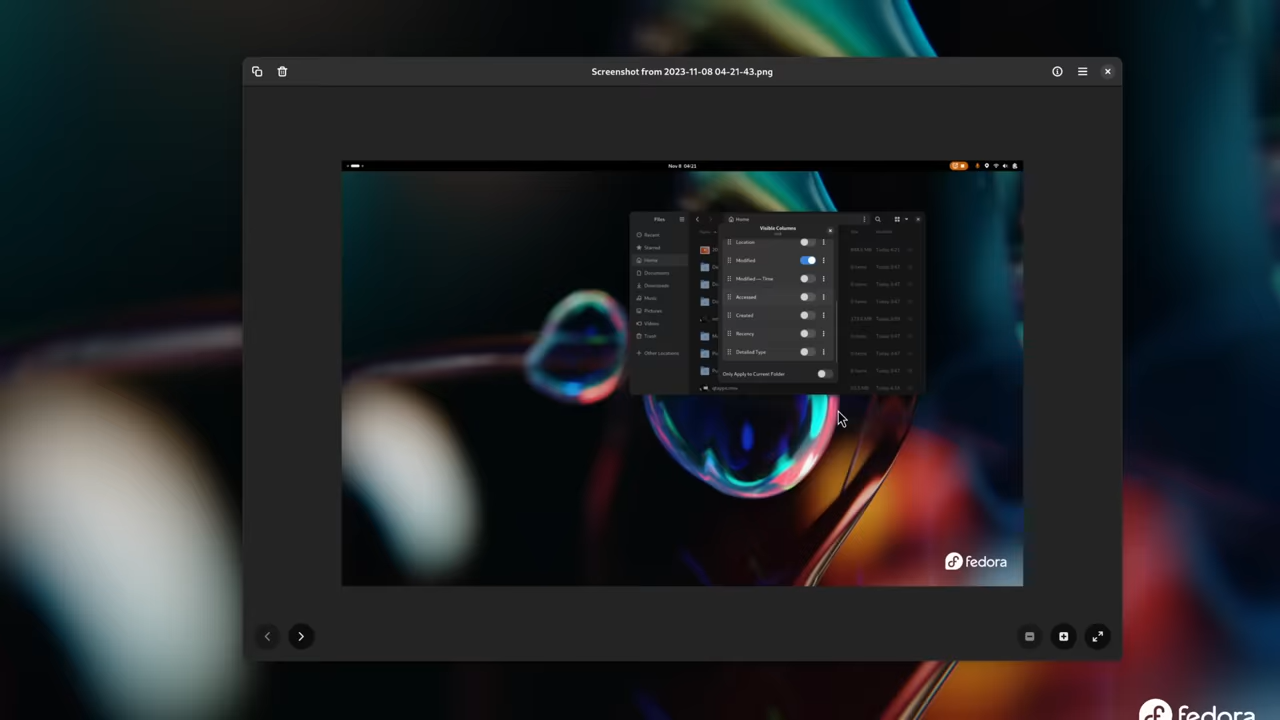 Screenshot from 2023-11-08 04-21-43.png
Nov 8 04:21
Files
Home
Visible Columns
Recent
Starred
Home
Documents
Downloads
Music
Pictures
Videos
Trash
Other Locations
Location
Modified
Modified — Time
Accessed
Created
Recency
Detailed Type
Only Apply to Current Folder
fedora
fedora